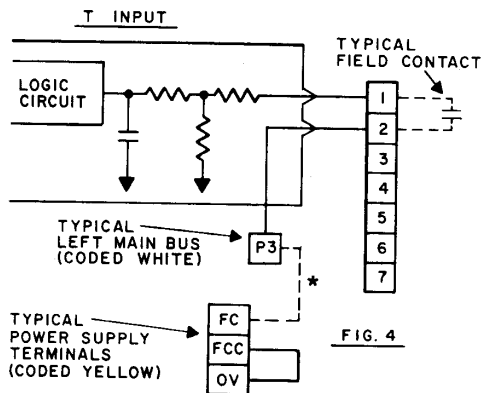 T INPUT
TYPICAL
FIELD CONTACT
LOGIC
CIRCUIT
1
2
3
4
5
6
7
TYPICAL
LEFT MAIN BUS
(CODED WHITE)
P3
*
TYPICAL
POWER SUPPLY
TERMINALS
(CODED YELLOW)
FC
FCC
OV
FIG. 4